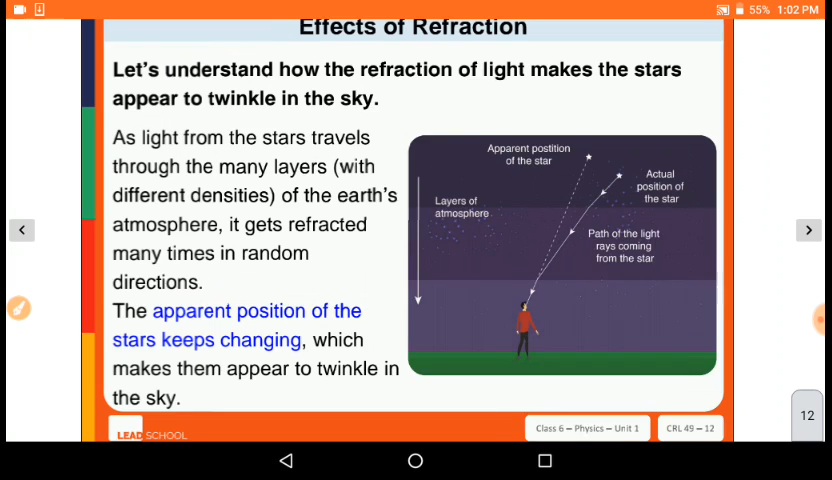 55% 1:02 PM
Effects of Refraction
Let's understand how the refraction of light makes the stars
appear to twinkle in the sky.
As light from the stars travels
through the many layers (with
different densities) of the earth's
atmosphere, it gets refracted
many times in random
directions.
The apparent position of the
stars keeps changing, which
makes them appear to twinkle in
the sky.
Apparent postition
of the star
Actual
position of
the star
Layers of
atmosphere
Path of the light
rays coming
from the star
12
LEAD SCHOOL
Class 6 – Physics – Unit 1
CRL 49 – 12